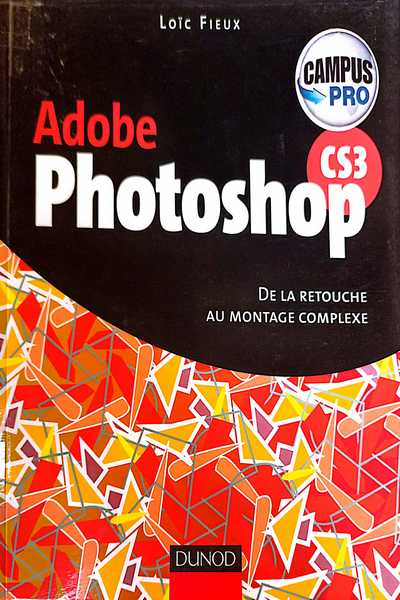 Loïc Fieux
CAMPUS
PRO
Adobe
CS3
Photoshop
De la retouche
au montage complexe
DUNOD